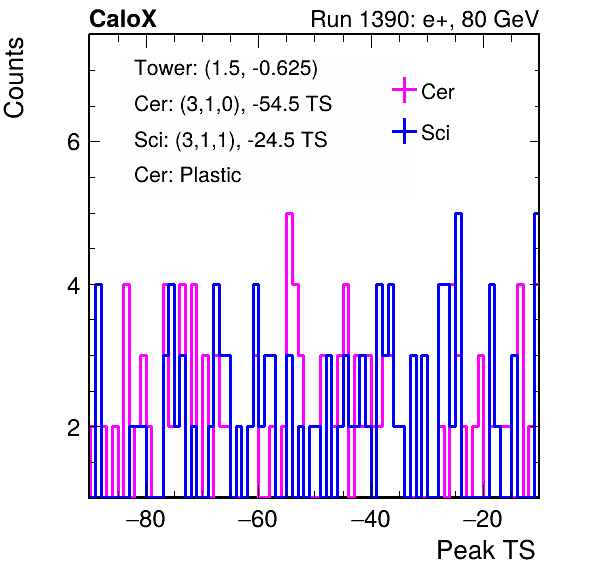 CaloX Run 1390: e+, 80 GeV
Counts
Tower: (1.5, -0.625)
Cer: (3,1,0), -54.5 TS
Sci: (3,1,1), -24.5 TS
Cer: Plastic
Cer
Sci
6
4
2
−80 −60 −40 −20
Peak TS